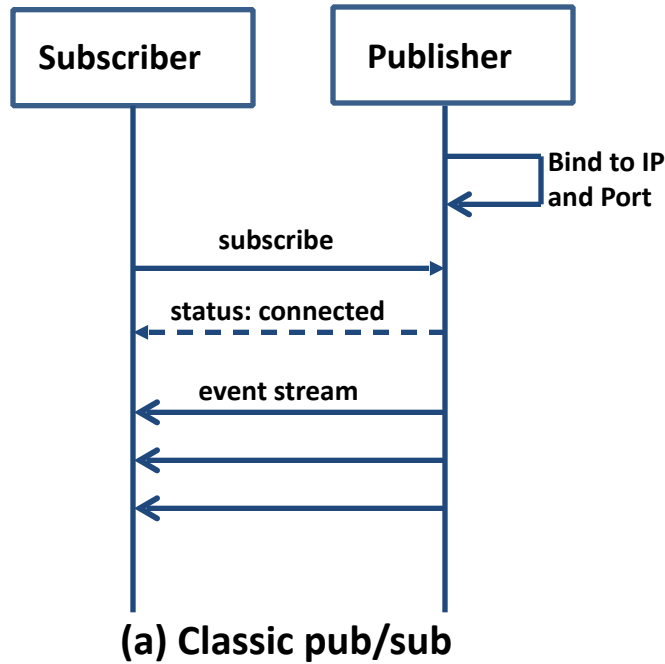 Subscriber
Publisher
Bind to IP
and Port
subscribe
status: connected
event stream
(a) Classic pub/sub